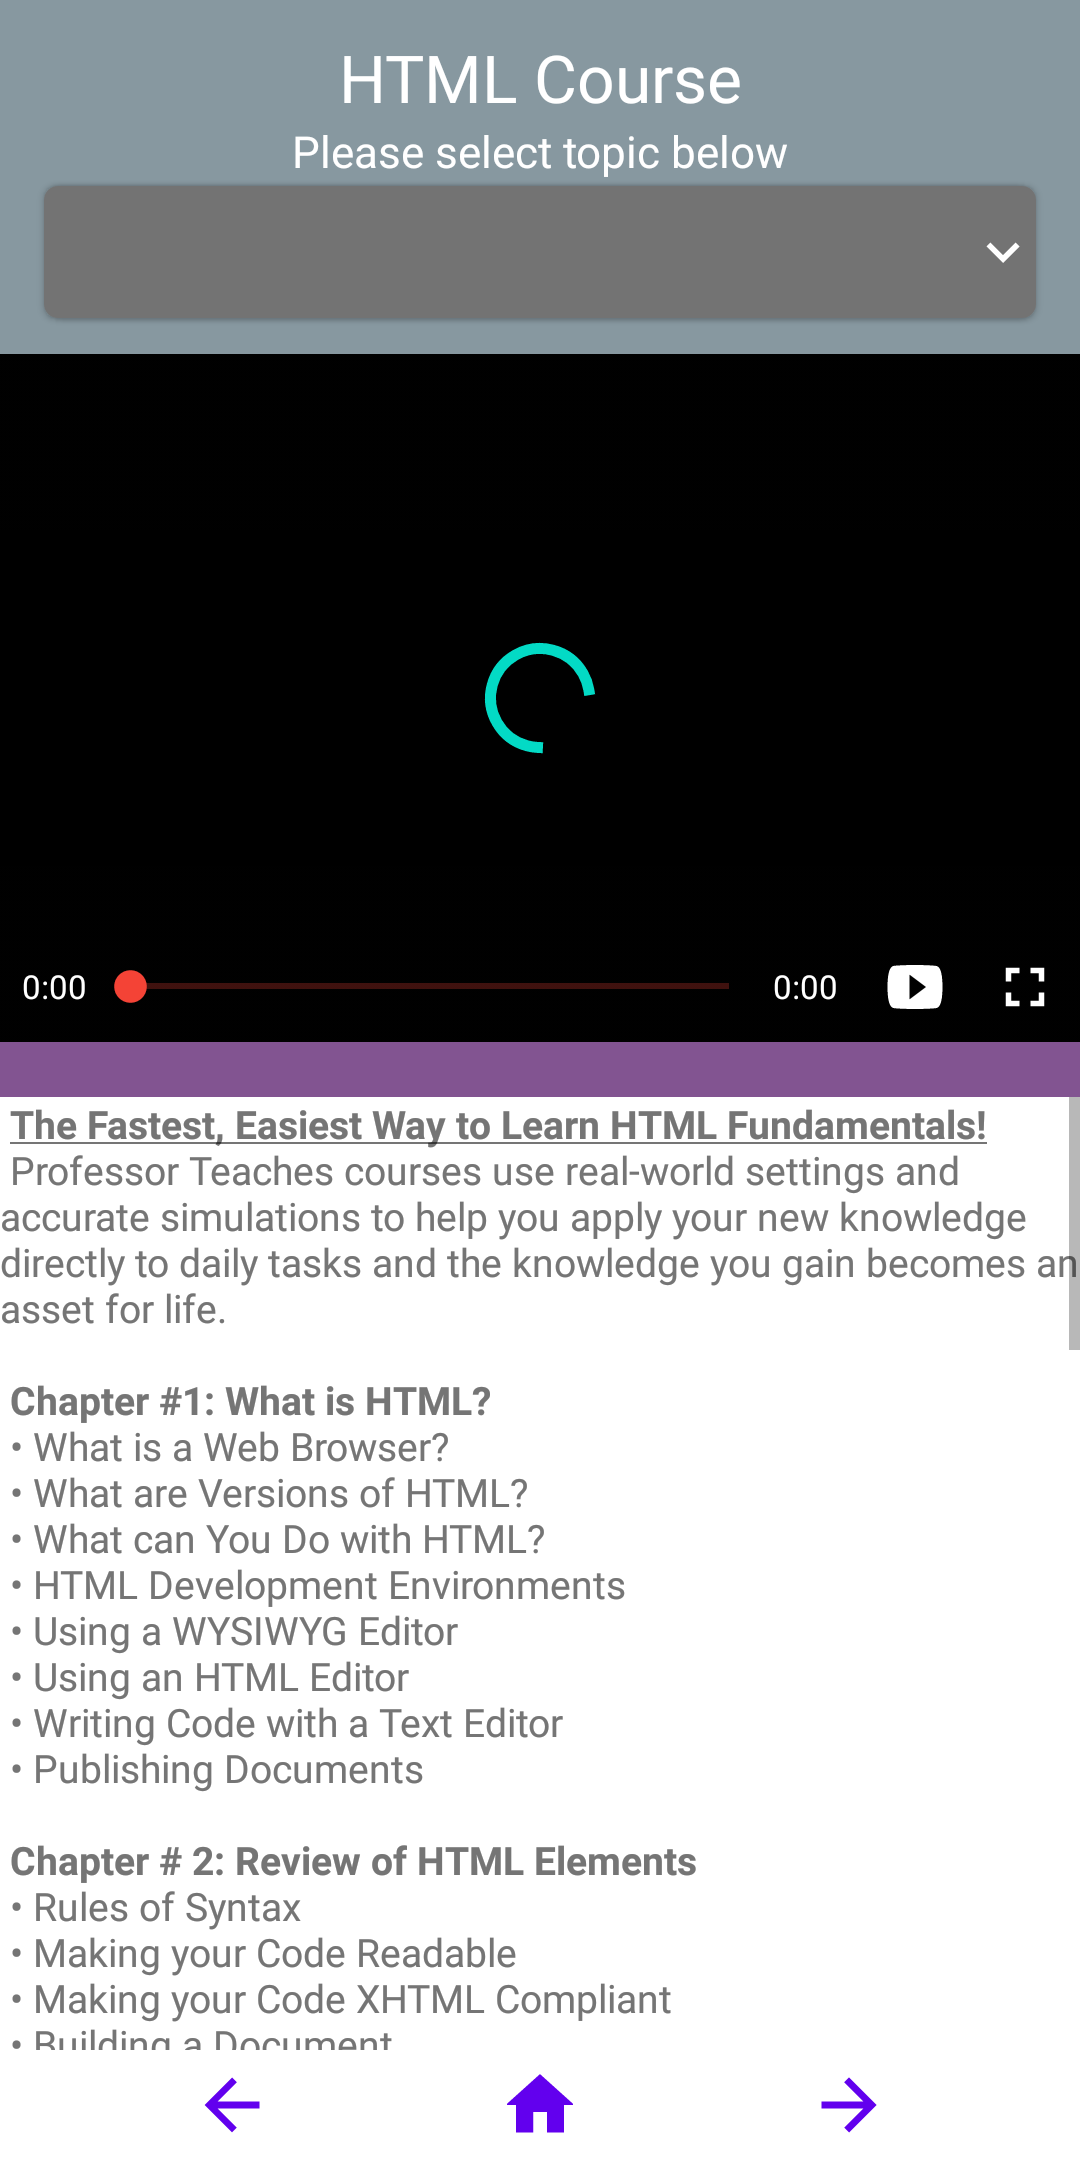 HTML Course
Please select topic below
0:00
0:00
The Fastest, Easiest Way to Learn HTML Fundamentals!
Professor Teaches courses use real-world settings and
accurate simulations to help you apply your new knowledge
directly to daily tasks and the knowledge you gain becomes an
asset for life.
Chapter #1: What is HTML?
• What is a Web Browser?
• What are Versions of HTML?
• What can You Do with HTML?
• HTML Development Environments
• Using a WYSIWYG Editor
• Using an HTML Editor
• Writing Code with a Text Editor
• Publishing Documents
Chapter # 2: Review of HTML Elements
• Rules of Syntax
• Making your Code Readable
• Making your Code XHTML Compliant
• Building a Document